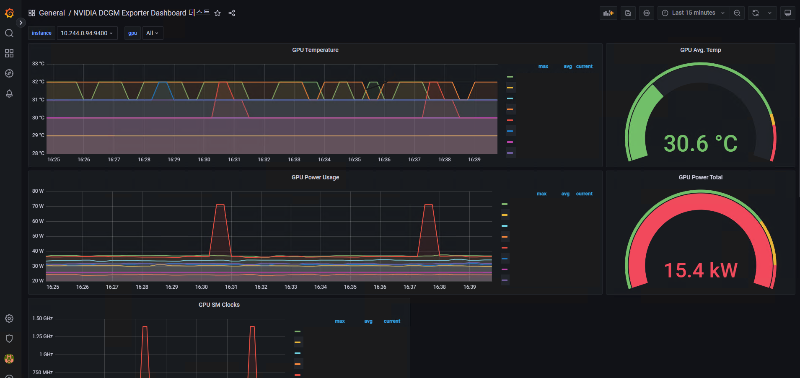 General / NVIDIA DCGM Exporter Dashboard 테스트
Last 15 minutes
instance 10.244.0.94:9400 gpu All
GPU Temperature
33 °C
32 °C
31 °C
30 °C
29 °C
28 °C
16:25 16:26 16:27 16:28 16:29 16:30 16:31 16:32 16:33 16:34 16:35 16:36 16:37 16:38 16:39
max avg current
GPU Avg. Temp
30.6 °C
GPU Power Usage
80 W
70 W
60 W
50 W
40 W
30 W
20 W
16:25 16:26 16:27 16:28 16:29 16:30 16:31 16:32 16:33 16:34 16:35 16:36 16:37 16:38 16:39
max avg current
GPU Power Total
15.4 kW
GPU SM Clocks
1.50 GHz
1.25 GHz
1 GHz
750 MHz
max avg current